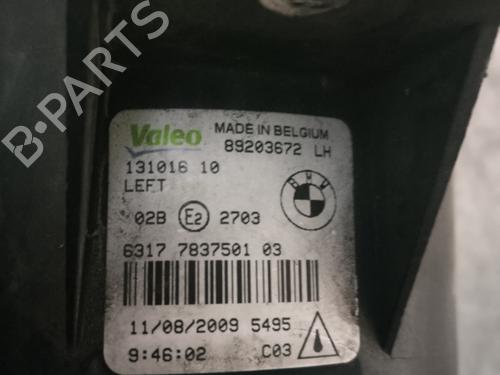 B-PARTS
Valeo MADE IN BELGIUM
89203672 LH
131016 10
LEFT
02B E2 2703
6317 7837501 03
11/08/2009 5495
9:46:02 C03